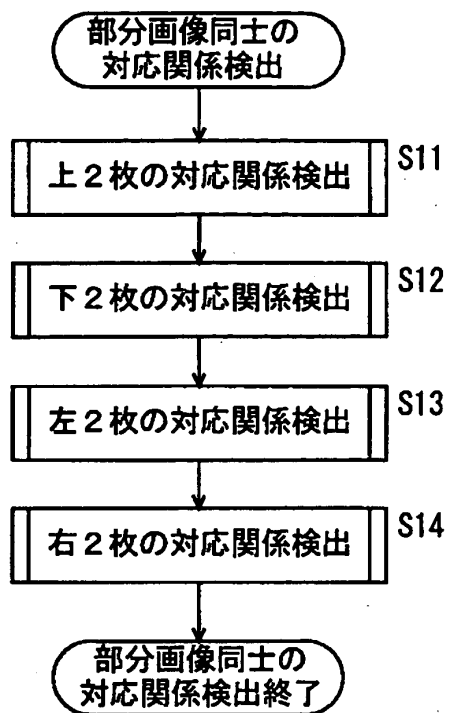 部分画像同士の
対応関係検出
上２枚の対応関係検出
S11
下２枚の対応関係検出
S12
左２枚の対応関係検出
S13
右２枚の対応関係検出
S14
部分画像同士の
対応関係検出終了